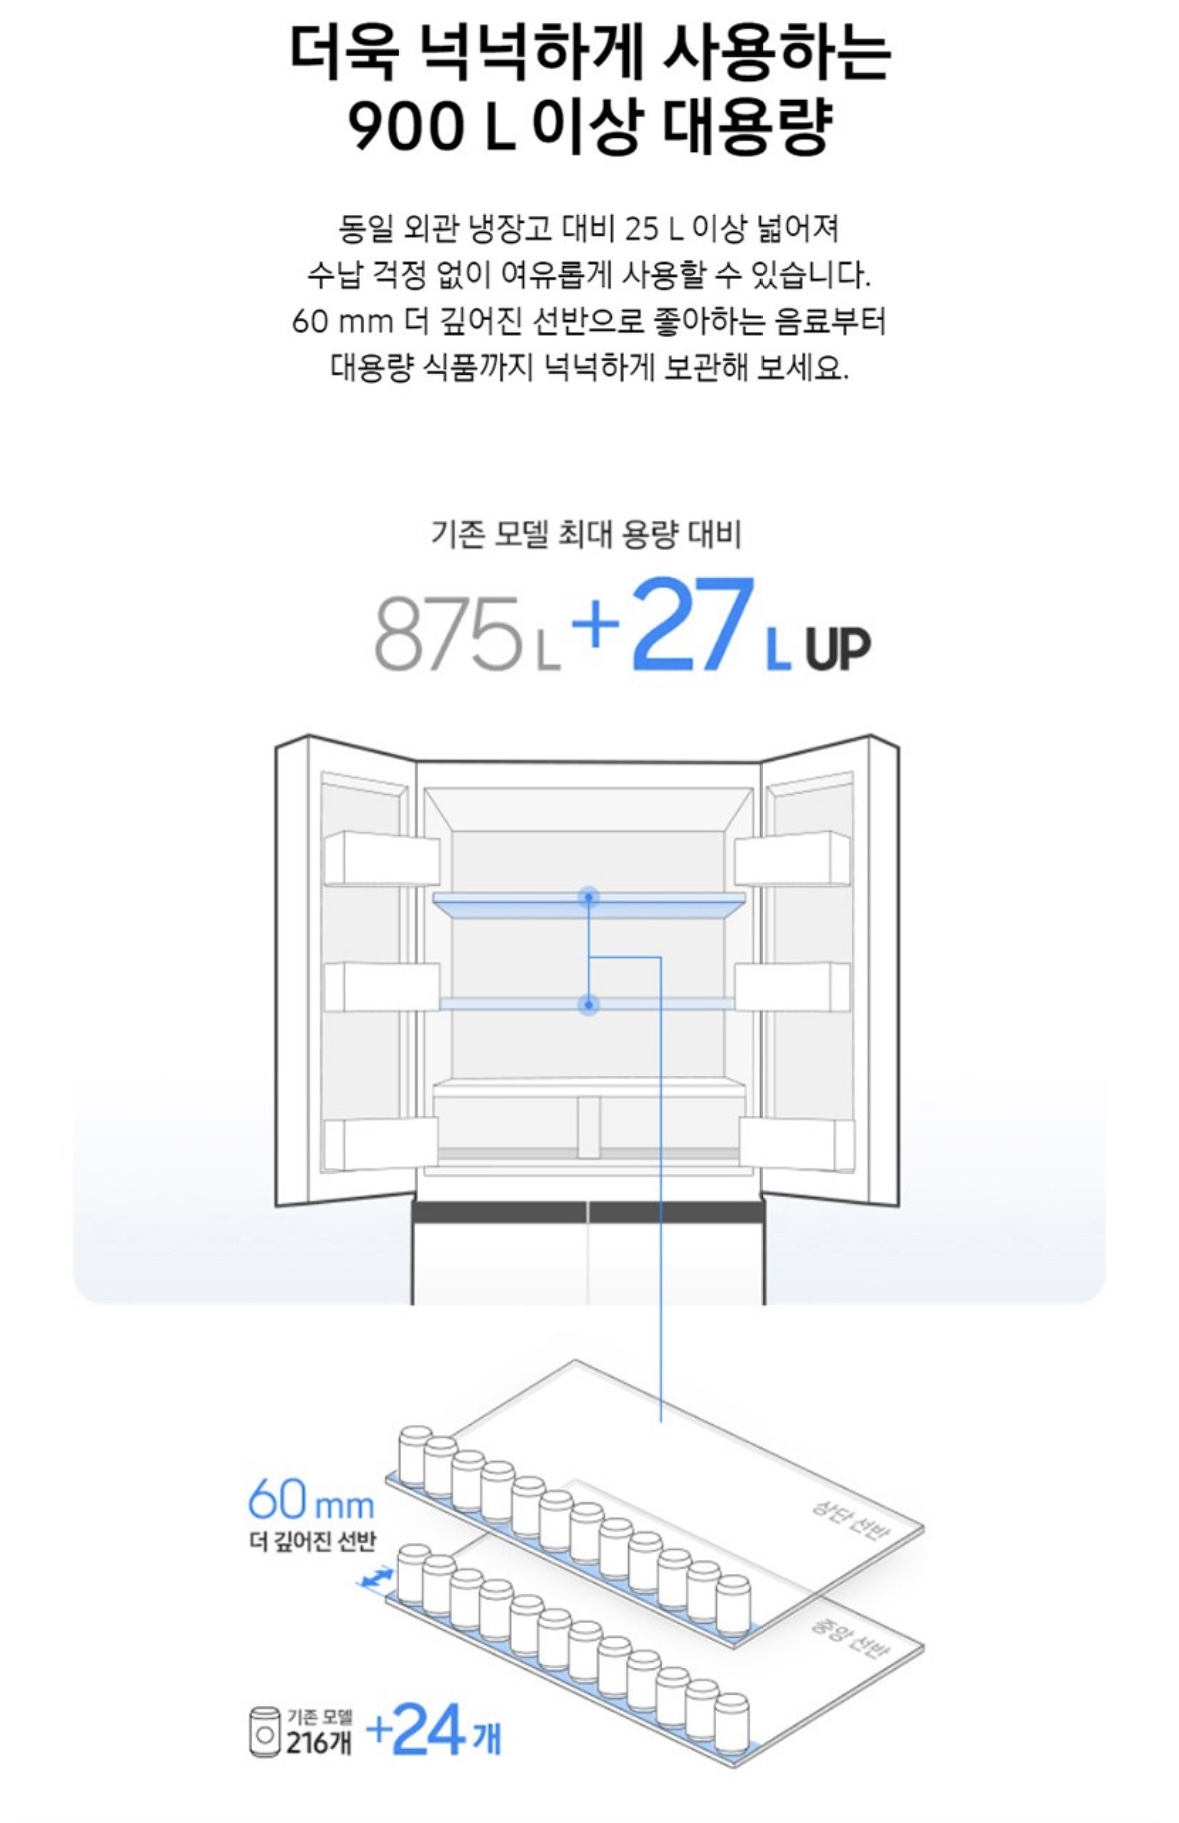 더욱 넉넉하게 사용하는
900 L 이상 대용량
동일 외관 냉장고 대비 25 L 이상 넓어져
수납 걱정 없이 여유롭게 사용할 수 있습니다.
60 mm 더 깊어진 선반으로 좋아하는 음료부터
대용량 식품까지 넉넉하게 보관해 보세요.
기존 모델 최대 용량 대비
875 L +27 L UP
상단 선반
60 mm
더 깊어진 선반
중앙 선반
기존 모델
216개 +24 개